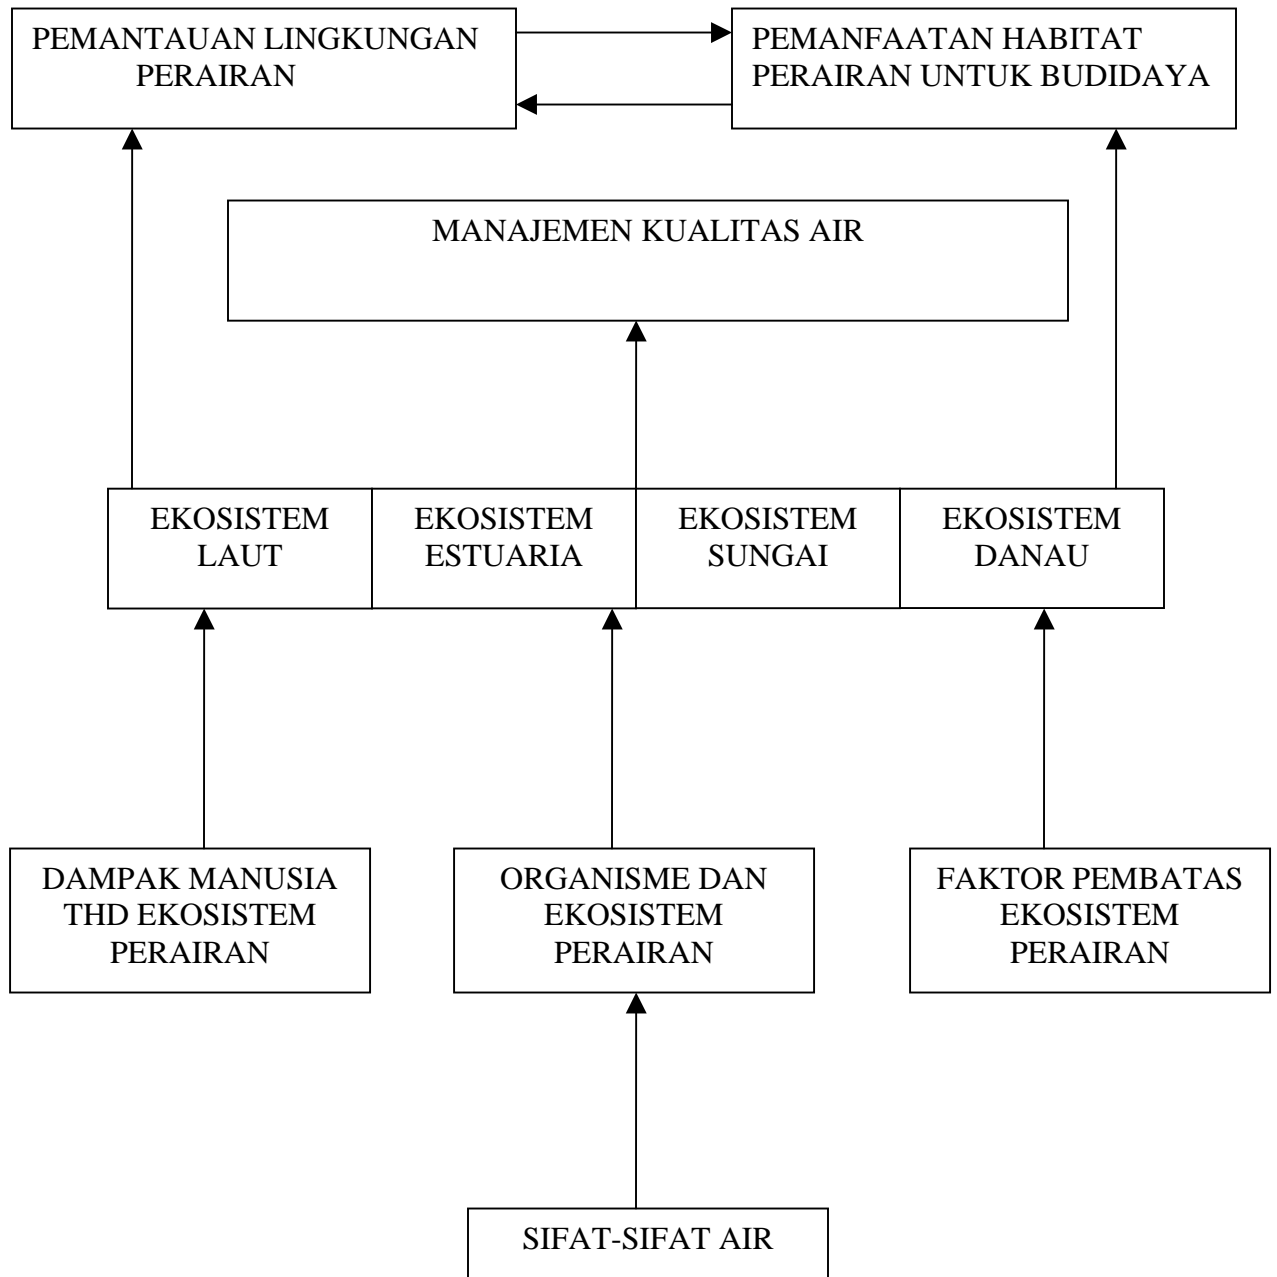 PEMANTAUAN LINGKUNGAN
PERAIRAN
PEMANFAATAN HABITAT
PERAIRAN UNTUK BUDIDAYA
MANAJEMEN KUALITAS AIR
EKOSISTEM
LAUT
EKOSISTEM
ESTUARIA
EKOSISTEM
SUNGAI
EKOSISTEM
DANAU
DAMPAK MANUSIA
THD EKOSISTEM
PERAIRAN
ORGANISME DAN
EKOSISTEM
PERAIRAN
FAKTOR PEMBATAS
EKOSISTEM
PERAIRAN
SIFAT-SIFAT AIR